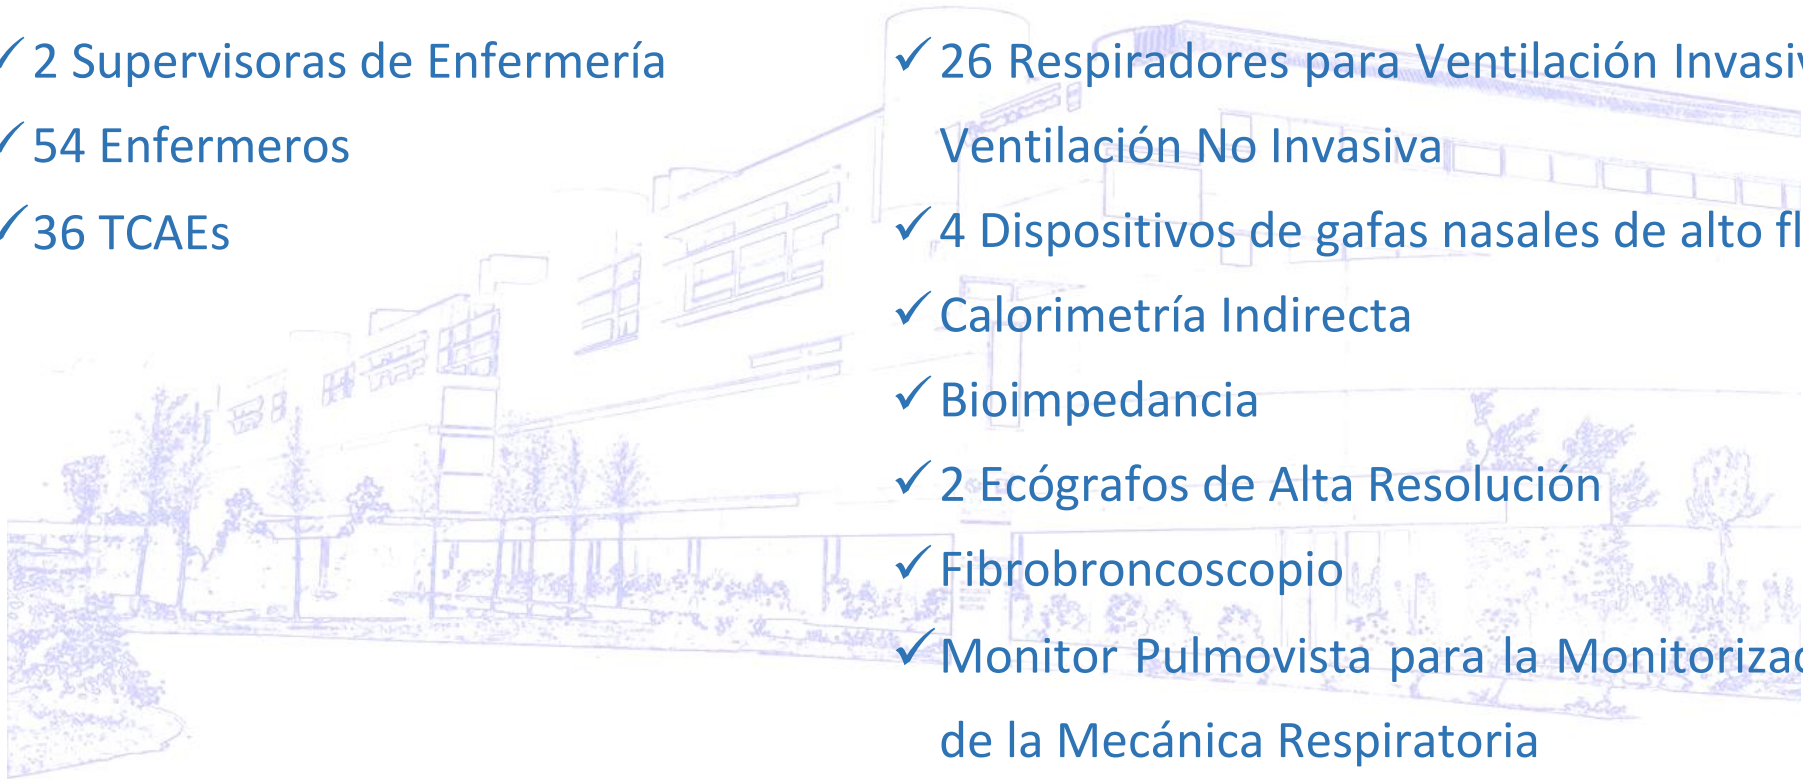 ✓ 2 Supervisoras de Enfermería
✓ 54 Enfermeros
✓ 36 TCAEs
✓ 26 Respiradores para Ventilación
Ventilación No Invasiva
✓ 4 Dispositivos de gafas nasales de alto
✓ Calorimetría Indirecta
✓ Bioimpedancia
✓ 2 Ecógrafos de Alta Resolución
✓ Fibrobroncoscopio
✓ Monitor Pulmovista para la
de la Mecánica Respiratoria